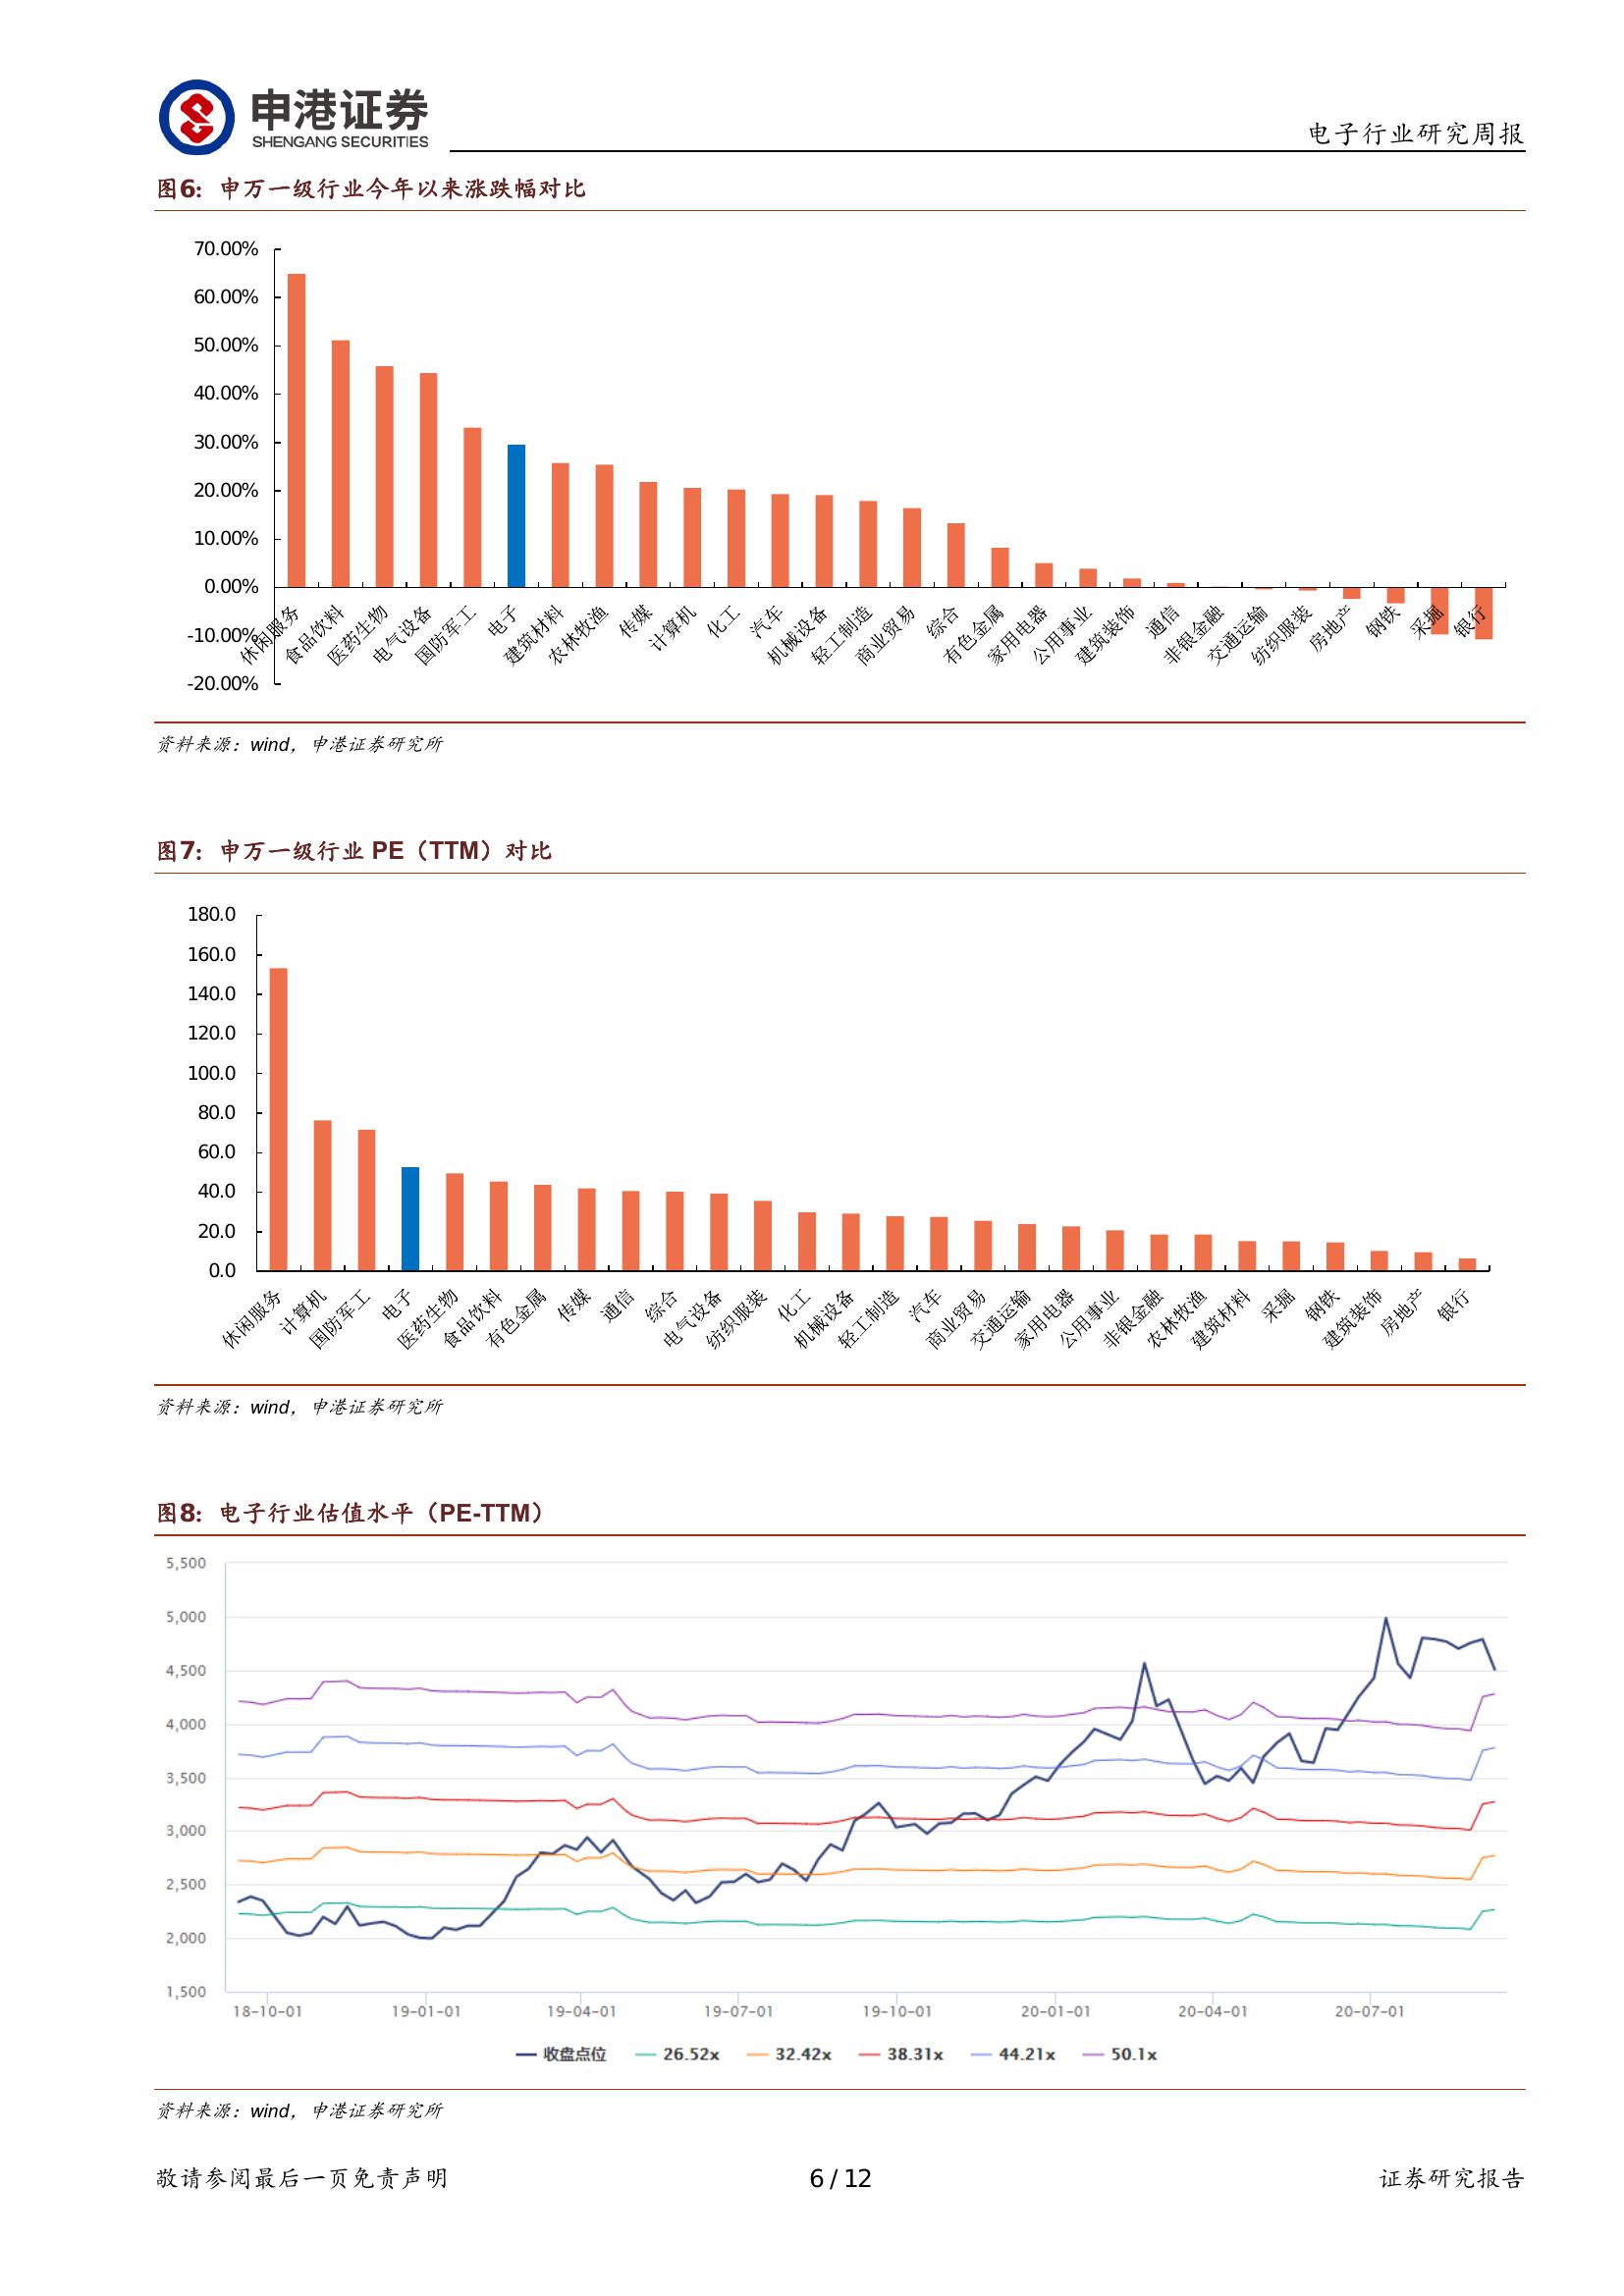 申港证券
SHENGANG SECURITIES
电子行业研究周报
图6：申万一级行业今年以来涨跌幅对比
70.00%
60.00%
50.00%
40.00%
30.00%
20.00%
10.00%
0.00%
-10.00%
-20.00%
休闲服务
食品饮料
医药生物
电气设备
国防军工
电子
建筑材料
农林牧渔
传媒
计算机
化工
汽车
机械设备
轻工制造
商业贸易
综合
有色金属
家用电器
公用事业
建筑装饰
通信
非银金融
交通运输
纺织服装
房地产
钢铁
采掘
银行
资料来源：wind，申港证券研究所
图7：申万一级行业 PE（TTM）对比
180.0
160.0
140.0
120.0
100.0
80.0
60.0
40.0
20.0
0.0
休闲服务
计算机
国防军工
电子
医药生物
食品饮料
有色金属
传媒
通信
综合
电气设备
纺织服装
化工
机械设备
轻工制造
汽车
商业贸易
交通运输
家用电器
公用事业
非银金融
农林牧渔
建筑材料
采掘
钢铁
建筑装饰
房地产
银行
资料来源：wind，申港证券研究所
图8：电子行业估值水平（PE-TTM）
5,500
5,000
4,500
4,000
3,500
3,000
2,500
2,000
1,500
18-10-01 19-01-01 19-04-01 19-07-01 19-10-01 20-01-01 20-04-01 20-07-01
收盘点位 26.52x 32.42x 38.31x 44.21x 50.1x
资料来源：wind，申港证券研究所
敬请参阅最后一页免责声明 6 / 12 证券研究报告